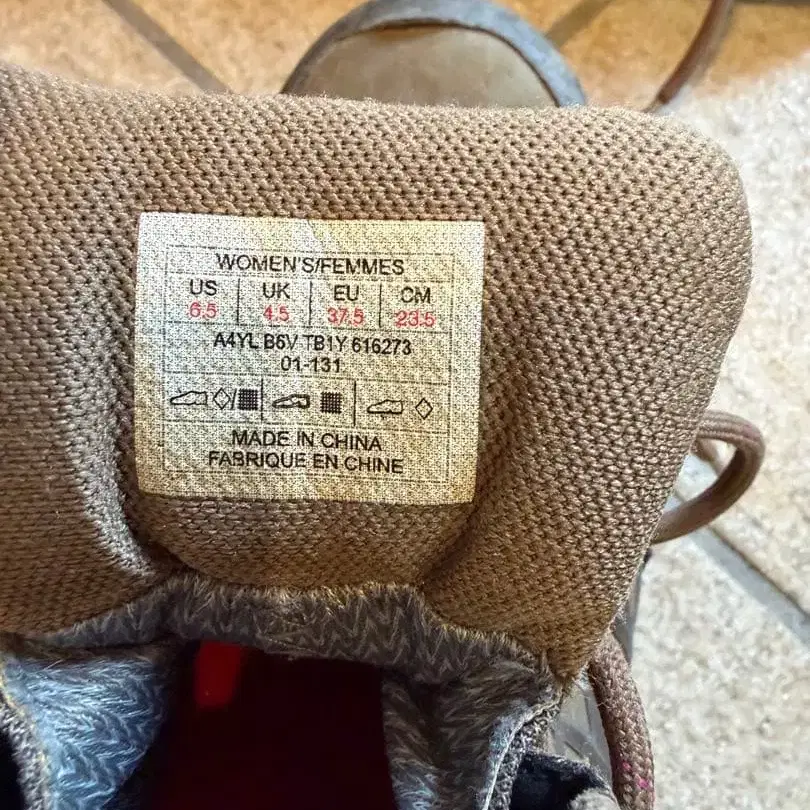 WOMEN'S/FEMMES
US UK EU CM
6.5 4.5 37.5 23.5
A4YL B6V TB1Y 616273
01-131
MADE IN CHINA
FABRIQUE EN CHINE